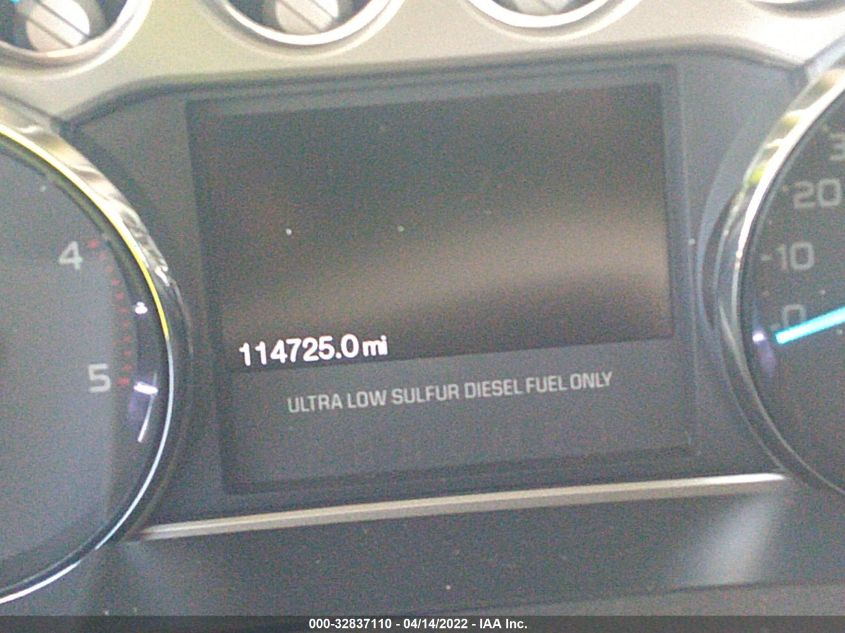 3
20
10
0
4
5
114725.0 mi
ULTRA LOW SULFUR DIESEL FUEL ONLY
000-32837110 - 04/14/2022 - IAA Inc.